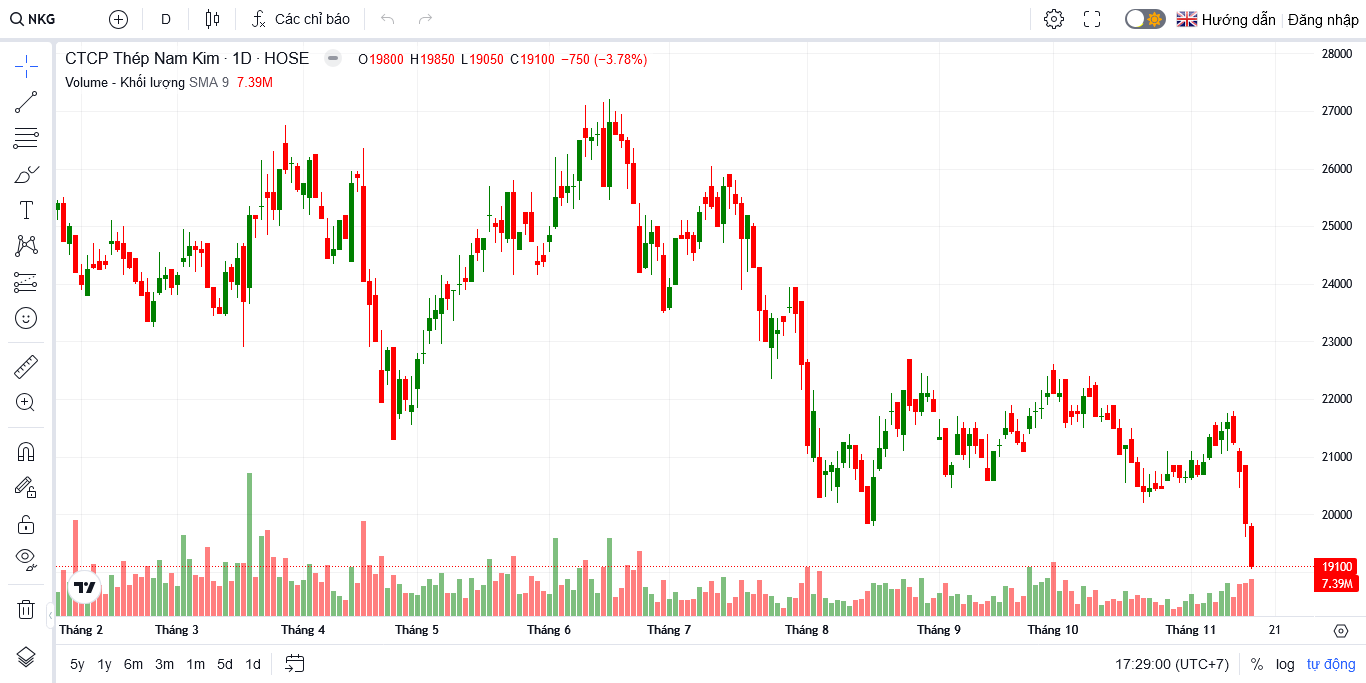 NKG D Các chỉ báo Hướng dẫn Đăng nhập
CTCP Thép Nam Kim · 1D · HOSE O19800 H19850 L19050 C19100 −750 (−3.78%)
Volume - Khối lượng SMA 9 7.39M
28000
27000
26000
25000
24000
23000
22000
21000
20000
19100
7.39M
Tháng 2 Tháng 3 Tháng 4 Tháng 5 Tháng 6 Tháng 7 Tháng 8 Tháng 9 Tháng 10 Tháng 11 21
5y 1y 6m 3m 1m 5d 1d 17:29:00 (UTC+7) % log tự động